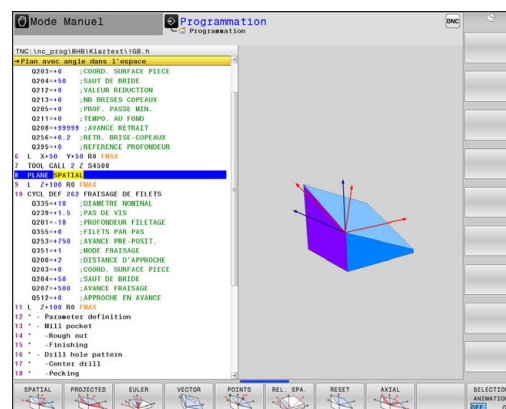 Mode Manuel
Programmation
Programmation
DNC
TNC:\nc_prog\BHB\Klartext\1GB.h
→Plan avec angle dans l'espace
Q203=+0 ;COORD. SURFACE PIECE
Q204=+50 ;SAUT DE BRIDE
Q212=+0 ;VALEUR REDUCTION
Q213=+0 ;NB BRISES COPEAUX
Q205=+0 ;PROF. PASSE MIN.
Q211=+0 ;TEMPO. AU FOND
Q208=+99999 ;AVANCE RETRAIT
Q256=+0.2 ;RETR. BRISE-COPEAUX
Q395=+0 ;REFERENCE PROFONDEUR
6 L X+50 Y+50 R0 FMAX
7 TOOL CALL 2 Z S4500
8 PLANE SPATIAL
9 L Z+100 R0 FMAX
10 CYCL DEF 262 FRAISAGE DE FILETS
Q335=+10 ;DIAMETRE NOMINAL
Q239=+1.5 ;PAS DE VIS
Q201=-18 ;PROFONDEUR FILETAGE
Q355=+0 ;FILETS PAR PAS
Q253=+750 ;AVANCE PRE-POSIT.
Q351=+1 ;MODE FRAISAGE
Q200=+2 ;DISTANCE D'APPROCHE
Q203=+0 ;COORD. SURFACE PIECE
Q204=+50 ;SAUT DE BRIDE
Q207=+500 ;AVANCE FRAISAGE
Q512=+0 ;APPROCHE EN AVANCE
11 L Z+100 R0 FMAX
12 * - Parameter definition
13 * - Mill pocket
14 * -Rough out
15 * -Finishing
16 * - Drill hole pattern
17 * -Center drill
18 * -Pecking
SPATIAL PROJECTED EULER VECTOR POINTS REL. SPA. RESET AXIAL SELECTION
ANIMATION
OFF